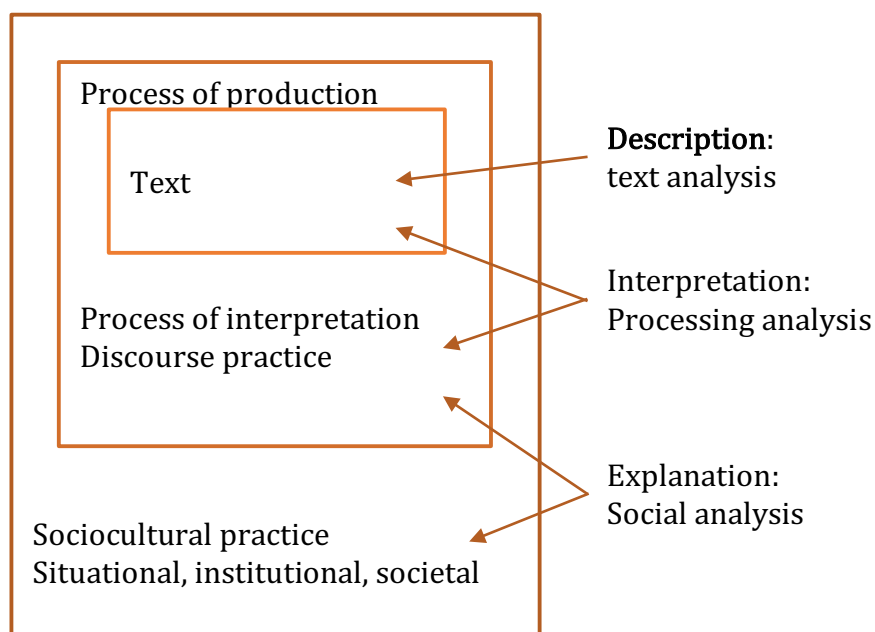 Process of production
Text
Process of interpretation
Discourse practice
Sociocultural practice
Situational, institutional, societal
Description:
text analysis
Interpretation:
Processing analysis
Explanation:
Social analysis